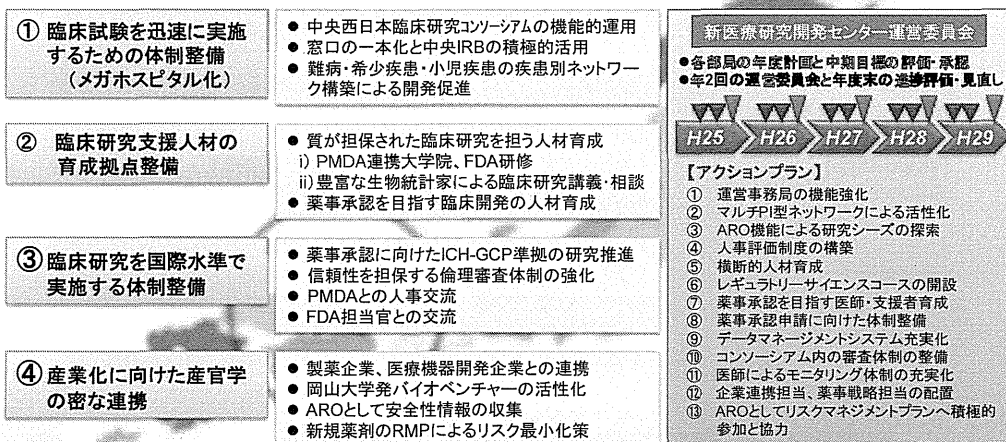 ① 臨床試験を迅速に実施
するための体制整備
（メガホスピタル化）
● 中央西日本臨床研究コンソーシアムの機能的運用
● 窓口の一本化と中央IRBの積極的活用
● 難病・希少疾患・小児疾患の疾患別ネットワー
ク構築による開発促進
② 臨床研究支援人材の
育成拠点整備
● 質が担保された臨床研究を担う人材育成
i) PMDA連携大学院、FDA研修
ii) 豊富な生物統計家による臨床研究講義・相談
● 薬事承認を目指す臨床開発の人材育成
③ 臨床研究を国際水準で
実施する体制整備
● 薬事承認に向けたICH-GCP準拠の研究推進
● 信頼性を担保する倫理審査体制の強化
● PMDAとの人事交流
● FDA担当官との交流
④ 産業化に向けた産官学
の密な連携
● 製薬企業、医療機器開発企業との連携
● 岡山大学発バイオベンチャーの活性化
● AROとして安全性情報の収集
● 新規薬剤のRMPによるリスク最小化策
新医療研究開発センター運営委員会
●各部局の年度計画と中期目標の評価・承認
●年2回の運営委員会と年度末の進捗評価・見直し
H25 H26 H27 H28 H29
【アクションプラン】
① 運営事務局の機能強化
② マルチPI型ネットワークによる活性化
③ ARO機能による研究シーズの探索
④ 人事評価制度の構築
⑤ 横断的人材育成
⑥ レギュラトリーサイエンスコースの開設
⑦ 薬事承認を目指す医師・支援者育成
⑧ 薬事承認申請に向けた体制整備
⑨ データマネージメントシステム充実化
⑩ コンソーシアム内の審査体制の整備
⑪ 医師によるモニタリング体制の充実化
⑫ 企業連携担当、薬事戦略担当の配置
⑬ AROとしてリスクマネジメントプランへ積極的
参加と協力